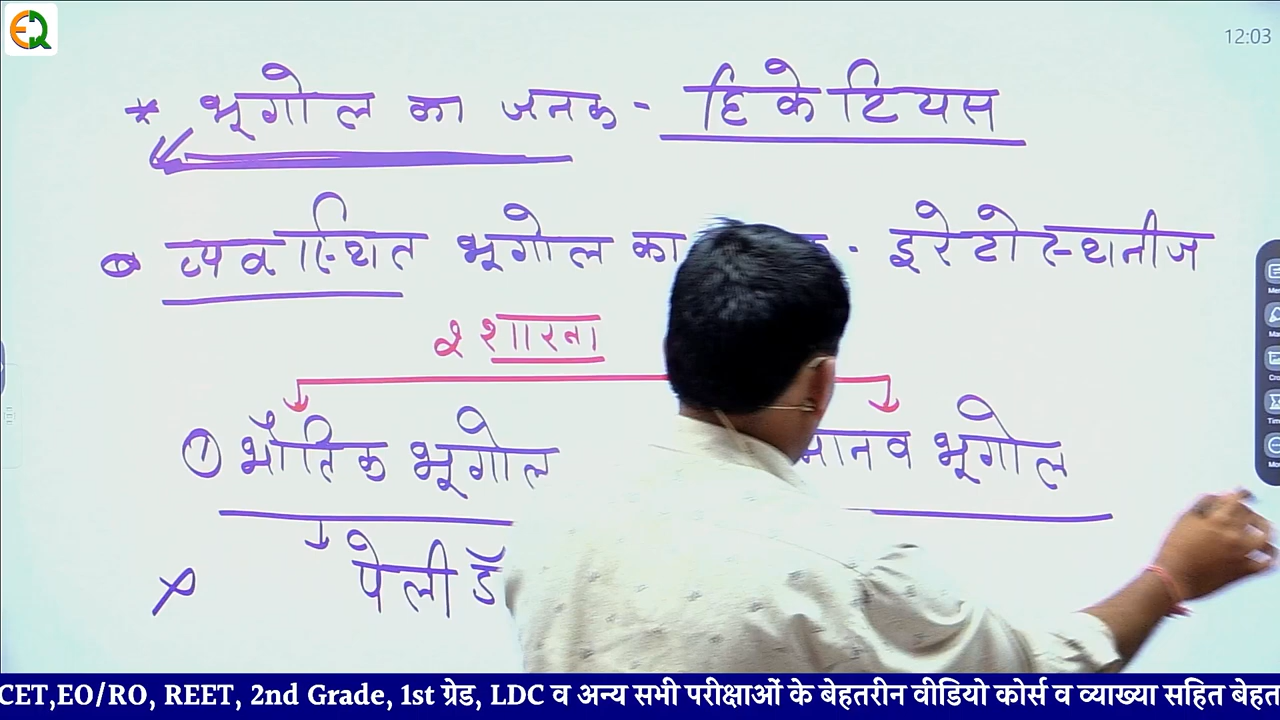 EQ
12:03
* भूगोल का जनक - हिकेटियस
व्यवस्थित भूगोल का - इरेटोस्थनीज
2 शाखा
① भौतिक भूगोल मानव भूगोल
CET,EO/RO, REET, 2nd Grade, 1st ग्रेड, LDC व अन्य सभी परीक्षाओं के बेहतरीन वीडियो कोर्स व व्याख्या सहित बेहत